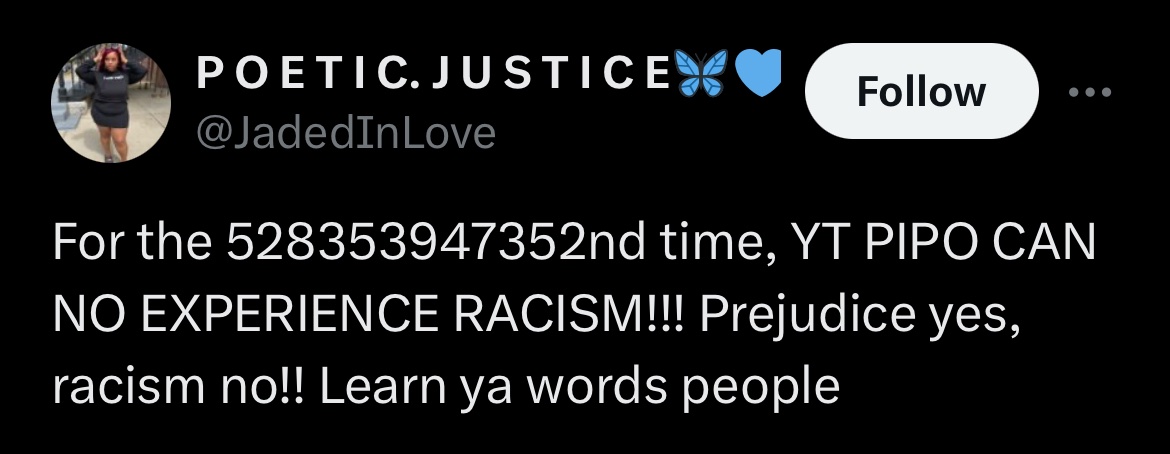 POETIC. JUSTICE🦋💙
Follow
@JadedInLove
For the 528353947352nd time, YT PIPO CAN
NO EXPERIENCE RACISM!!! Prejudice yes,
racism no!! Learn ya words people